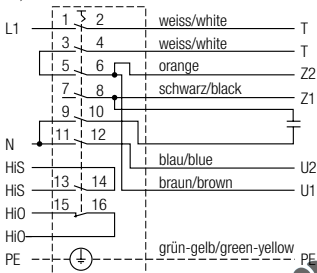 L1 1 2 weiss/white T
3 4 weiss/white T
5 6 orange Z2
7 8 schwarz/black Z1
9 10
N 11 12 blau/blue U2
HiS braun/brown U1
HiS 13 14
HiO 15 16
HiO
PE grün-gelb/green-yellow PE